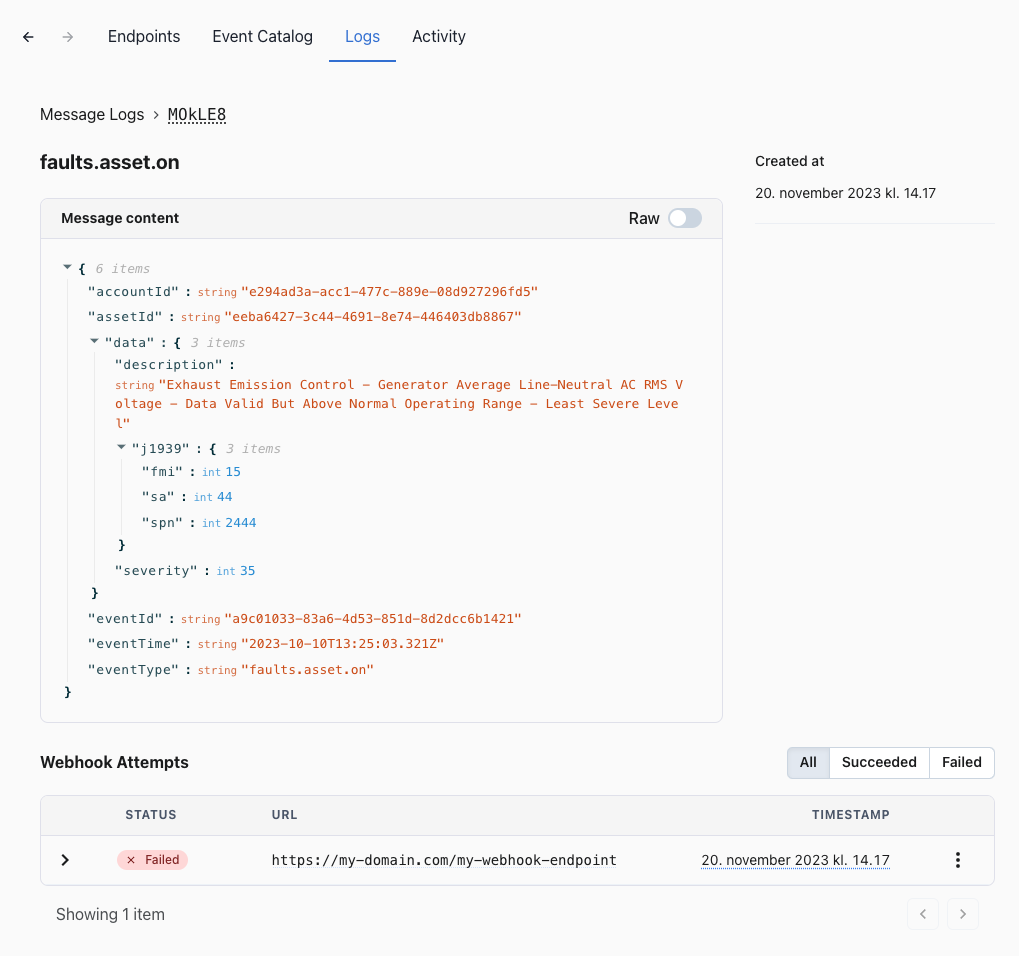 Endpoints Event Catalog Logs Activity
Message Logs > MOkLE8
faults.asset.on
Created at
20. november 2023 kl. 14.17
Message content Raw
{ 6 items
"accountId" : string "e294ad3a-acc1-477c-889e-08d927296fd5"
"assetId" : string "eeba6427-3c44-4691-8e74-446403db8867"
"data" : { 3 items
"description" :
string "Exhaust Emission Control – Generator Average Line–Neutral AC RMS V
oltage – Data Valid But Above Normal Operating Range – Least Severe Leve
l"
"j1939" : { 3 items
"fmi" : int 15
"sa" : int 44
"spn" : int 2444
}
"severity" : int 35
}
"eventId" : string "a9c01033-83a6-4d53-851d-8d2dcc6b1421"
"eventTime" : string "2023-10-10T13:25:03.321Z"
"eventType" : string "faults.asset.on"
}
Webhook Attempts All Succeeded Failed
STATUS URL TIMESTAMP
Failed https://my-domain.com/my-webhook-endpoint 20. november 2023 kl. 14.17
Showing 1 item